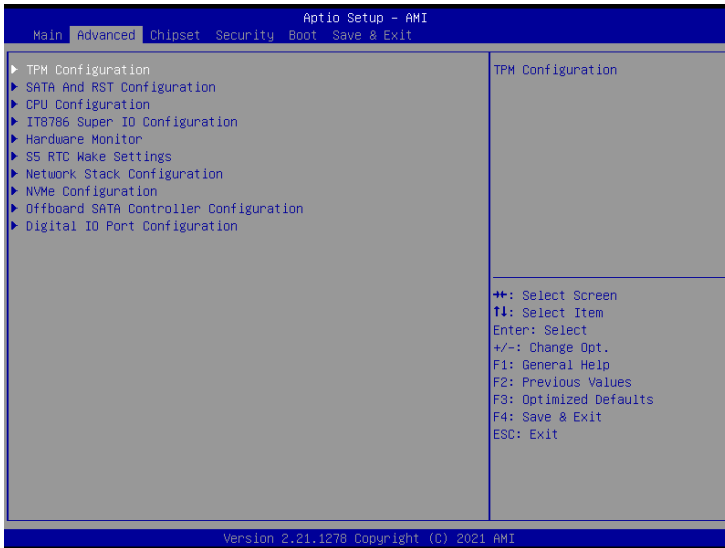 Aptio Setup – AMI
Main Advanced Chipset Security Boot Save & Exit
TPM Configuration
SATA And RST Configuration
CPU Configuration
IT8786 Super IO Configuration
Hardware Monitor
S5 RTC Wake Settings
Network Stack Configuration
NVMe Configuration
Offboard SATA Controller Configuration
Digital IO Port Configuration
TPM Configuration
→←: Select Screen
↑↓: Select Item
Enter: Select
+/-: Change Opt.
F1: General Help
F2: Previous Values
F3: Optimized Defaults
F4: Save & Exit
ESC: Exit
Version 2.21.1278 Copyright (C) 2021 AMI